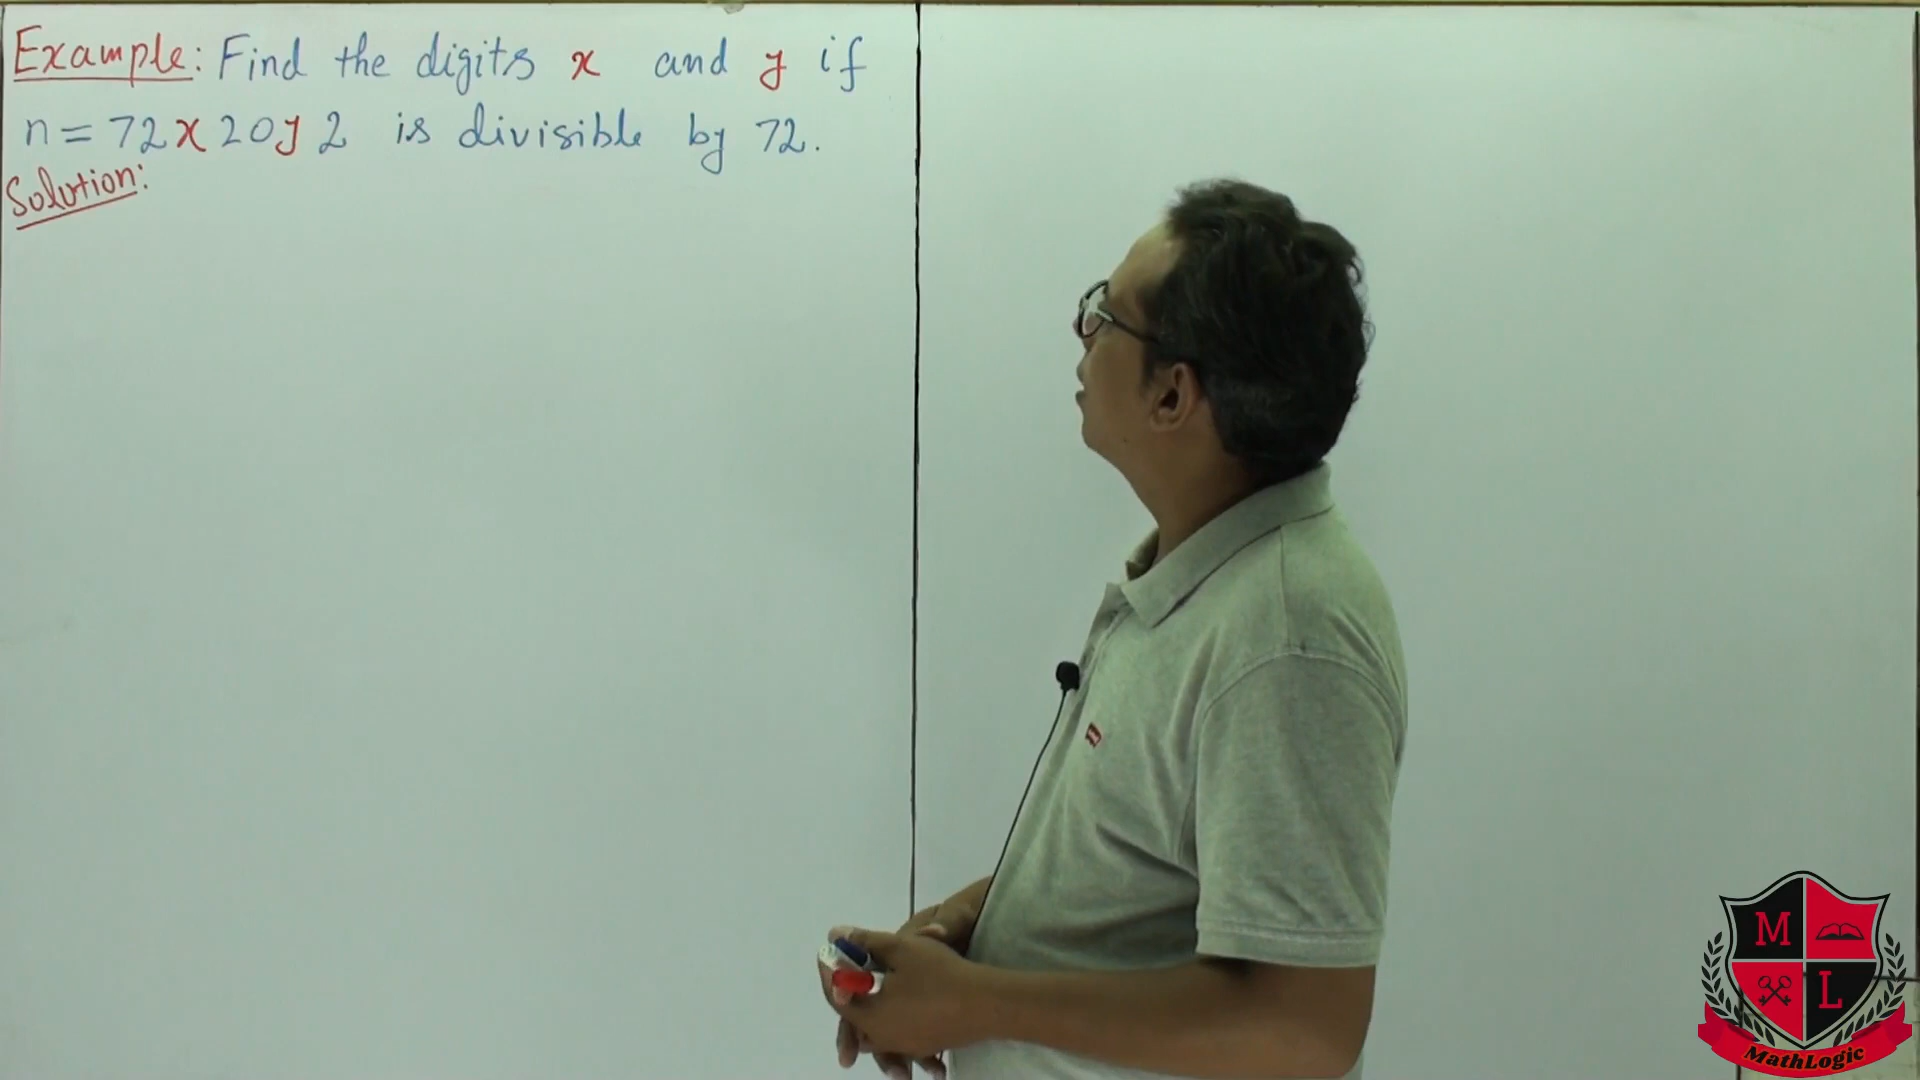 Example: Find the digits x and y if
n = 72x20y2 is divisible by 72.
Solution:
M
L
MathLogic